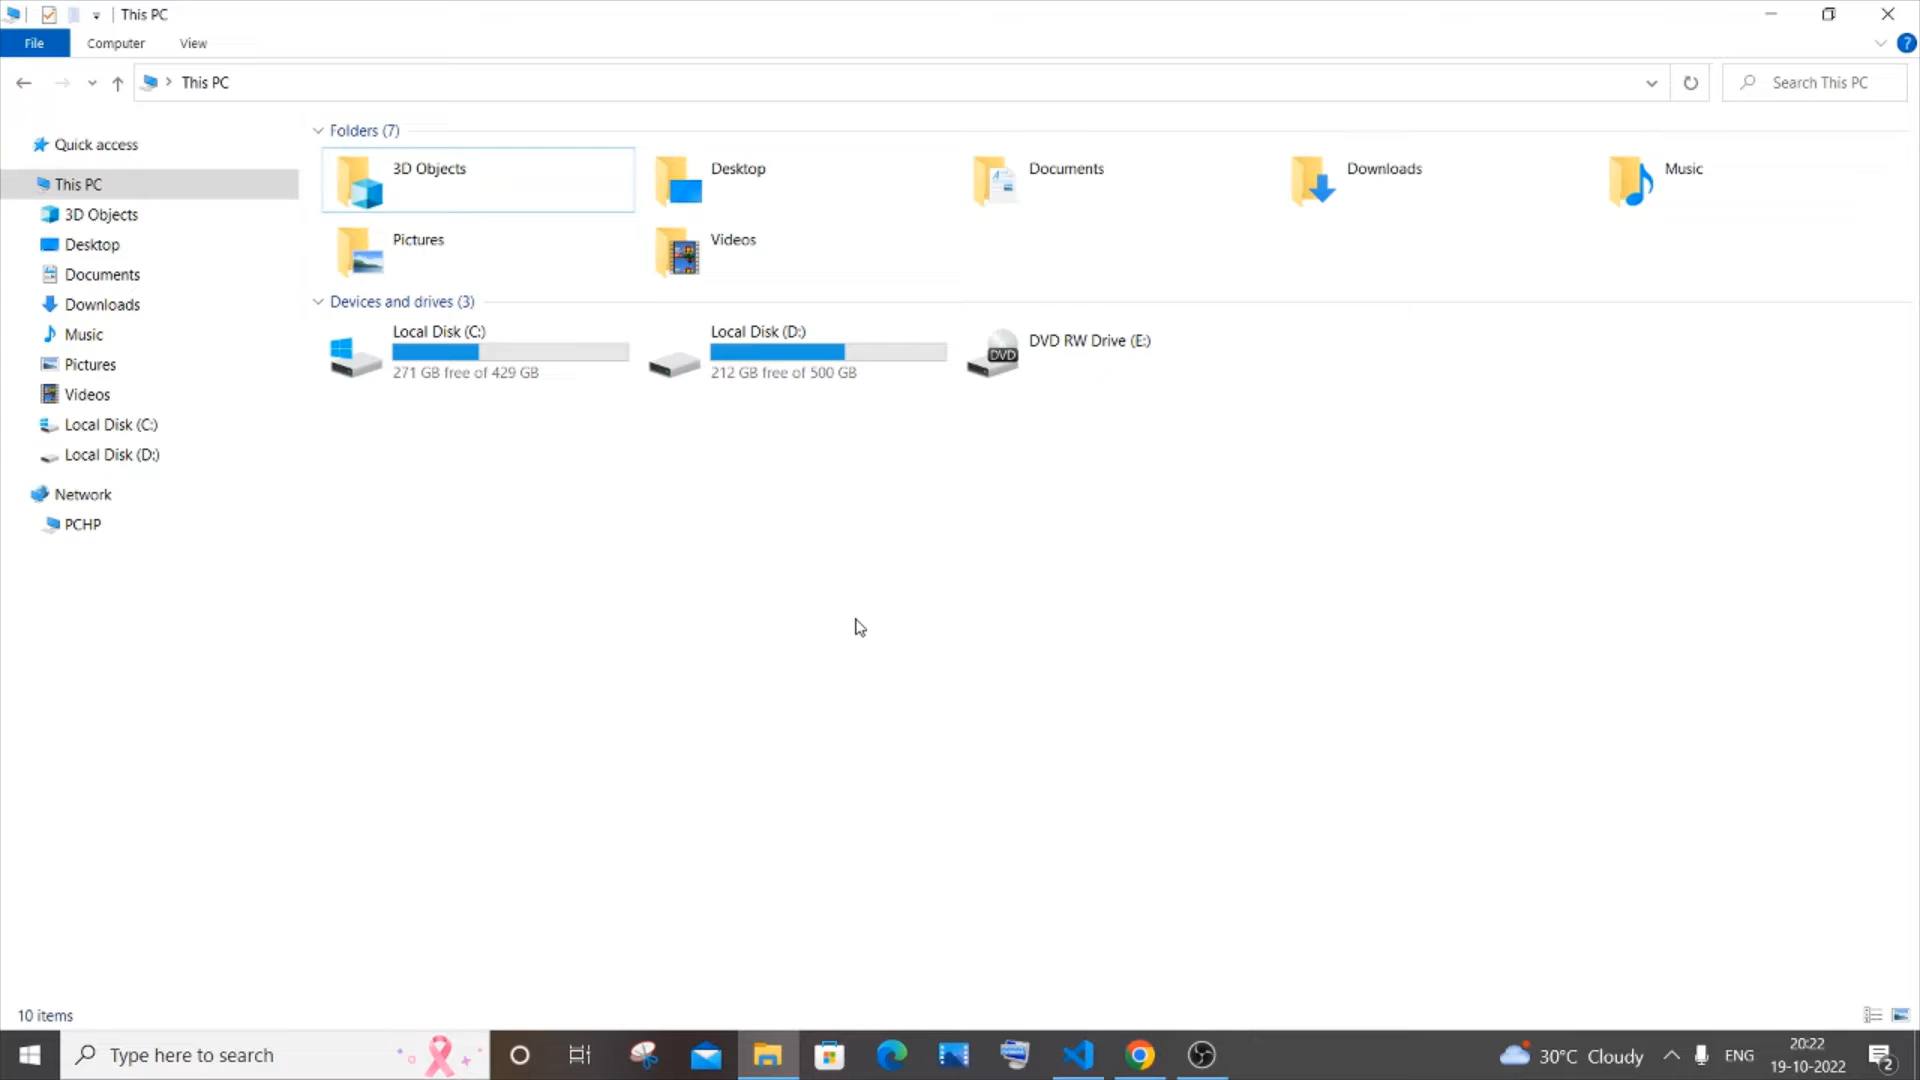 This PC
File Computer View
This PC
Search This PC
Quick access
This PC
3D Objects
Desktop
Documents
Downloads
Music
Pictures
Videos
Local Disk (C:)
Local Disk (D:)
Network
PCHP
Folders (7)
3D Objects
Desktop
Documents
Downloads
Music
Pictures
Videos
Devices and drives (3)
Local Disk (C:)
271 GB free of 429 GB
Local Disk (D:)
212 GB free of 500 GB
DVD
DVD RW Drive (E:)
10 items
Type here to search
30°C Cloudy
ENG
20:22
19-10-2022
2